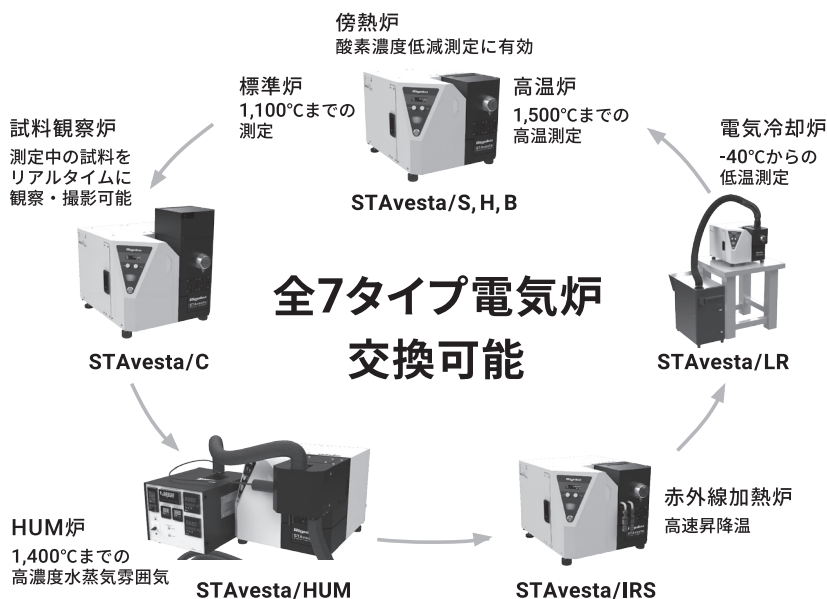 傍熱炉
酸素濃度低減測定に有効
標準炉
1,100℃までの
測定
高温炉
1,500℃までの
高温測定
STAvesta/S, H, B
試料観察炉
測定中の試料を
リアルタイムに
観察・撮影可能
STAvesta/C
電気冷却炉
-40℃からの
低温測定
STAvesta/LR
全7タイプ電気炉
交換可能
HUM炉
1,400℃までの
高濃度水蒸気雰囲気
STAvesta/HUM
赤外線加熱炉
高速昇降温
STAvesta/IRS